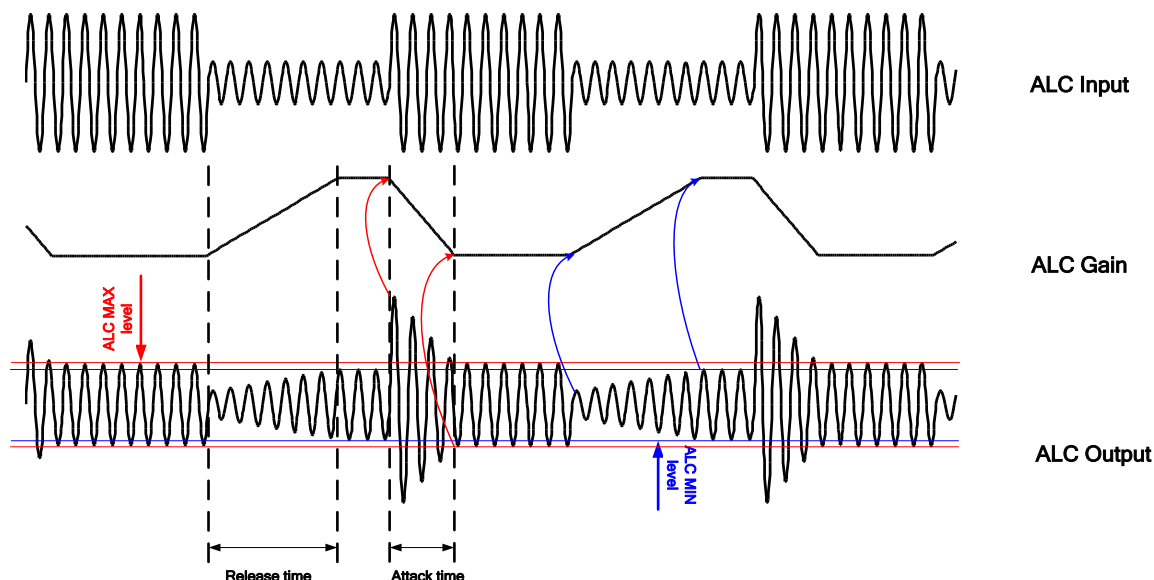 ALC Input
ALC Gain
ALC MAX
level
ALC MIN
level
ALC Output
Release time
Attack time